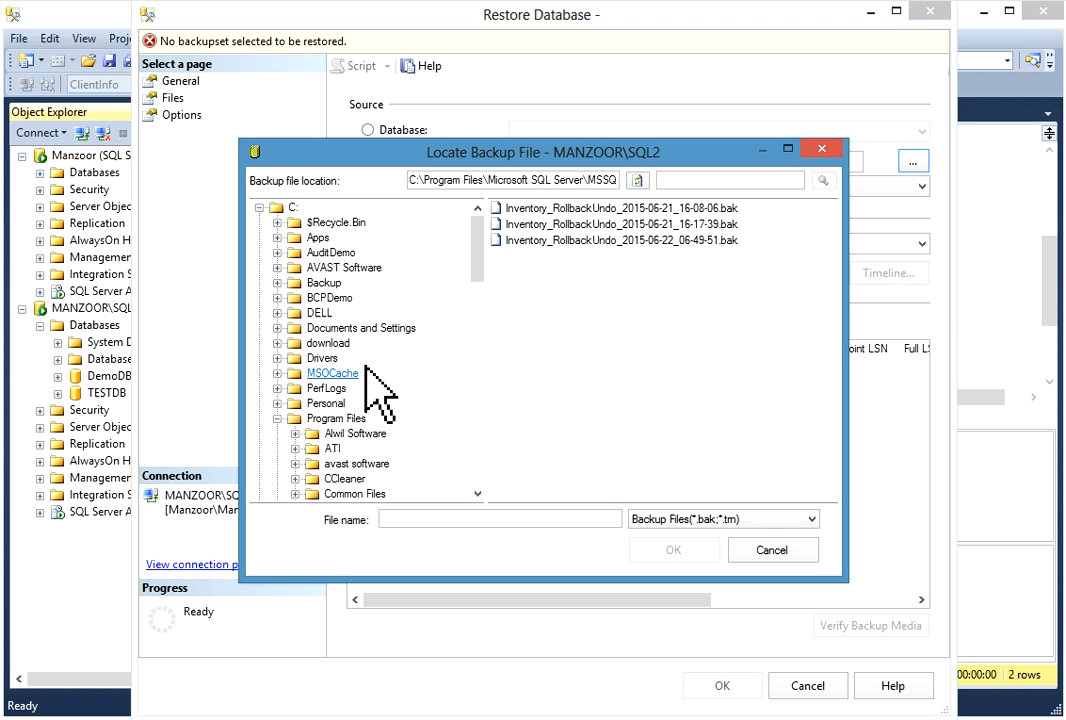 Restore Database -
File Edit View Proj
No backupset selected to be restored.
Select a page
General
Files
Options
Script
Help
ClientInfo
Source
Database:
...
Timeline...
oint LSN Full LS
Object Explorer
Connect
Manzoor (SQL S
Databases
Security
Server Objec
Replication
AlwaysOn H
Managemen
Integration S
SQL Server A
MANZOOR\SQL
Databases
System D
Database
DemoDB
TESTDB
Security
Server Objec
Replication
AlwaysOn H
Managemen
Integration S
SQL Server A
Locate Backup File - MANZOOR\SQL2
Backup file location:
C:\Program Files\Microsoft SQL Server\MSSQ
C:
$Recycle.Bin
Apps
AuditDemo
AVAST Software
Backup
BCPDemo
DELL
Documents and Settings
download
Drivers
MSOCache
PerfLogs
Personal
Program Files
Alwil Software
ATI
avast software
CCleaner
Common Files
Inventory_RollbackUndo_2015-06-21_16-08-06.bak
Inventory_RollbackUndo_2015-06-21_16-17-39.bak
Inventory_RollbackUndo_2015-06-22_06-49-51.bak
File name:
Backup Files(*.bak;*.trn)
OK
Cancel
Connection
MANZOOR\SQ
[Manzoor\Man
View connection p
Progress
Ready
Verify Backup Media
OK
Cancel
Help
00:00:00 2 rows
Ready